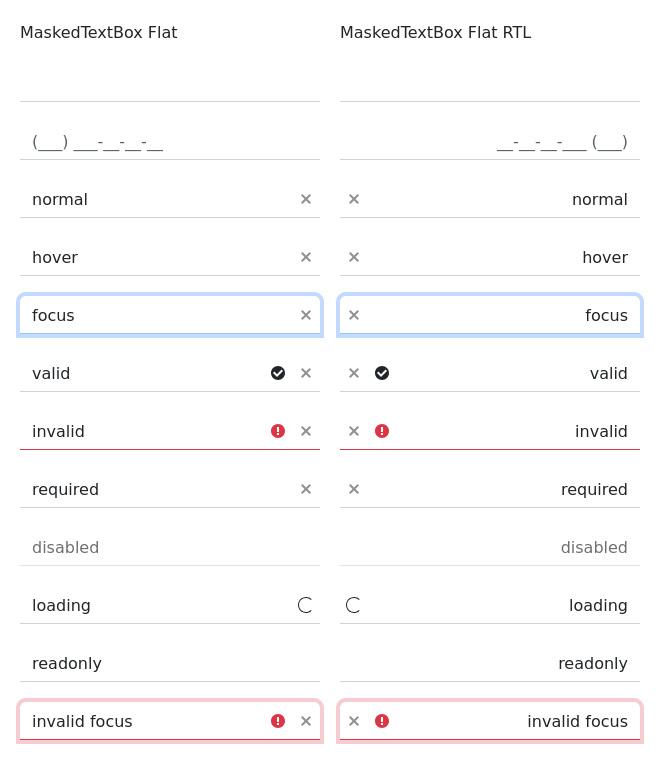 MaskedTextBox Flat
(___) ___-__-__-__
normal
hover
focus
valid
invalid
required
disabled
loading
readonly
invalid focus
MaskedTextBox Flat RTL
__-__-__-___ (___)
normal
hover
focus
valid
invalid
required
disabled
loading
readonly
invalid focus